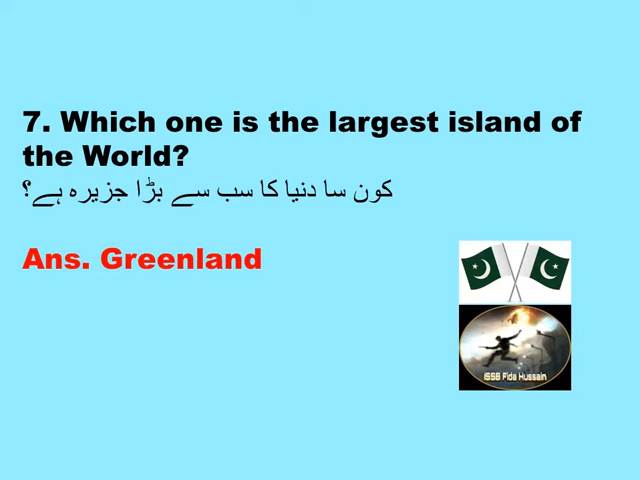 7. Which one is the largest island of
the World?
کون سا دنیا کا سب سے بڑا جزیرہ ہے؟
Ans. Greenland
ISSB Fida Hussain